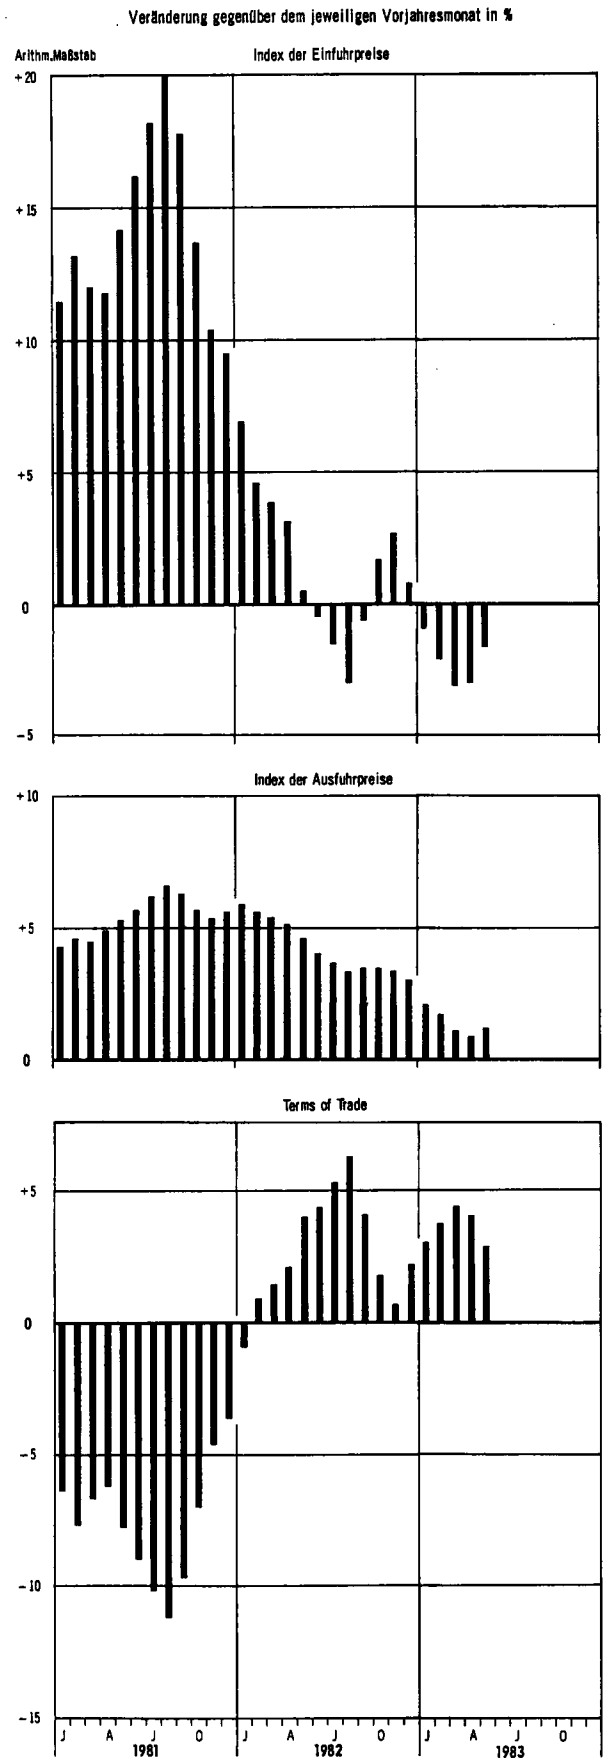 Veränderung gegenüber dem jeweiligen Vorjahresmonat in %
Arithm.Maßstab
Index der Einfuhrpreise
+20
+15
+10
+5
0
-5
Index der Ausfuhrpreise
+10
+5
0
Terms of Trade
+5
0
-5
-10
-15
J A J O J A J O J A J O
1981 1982 1983